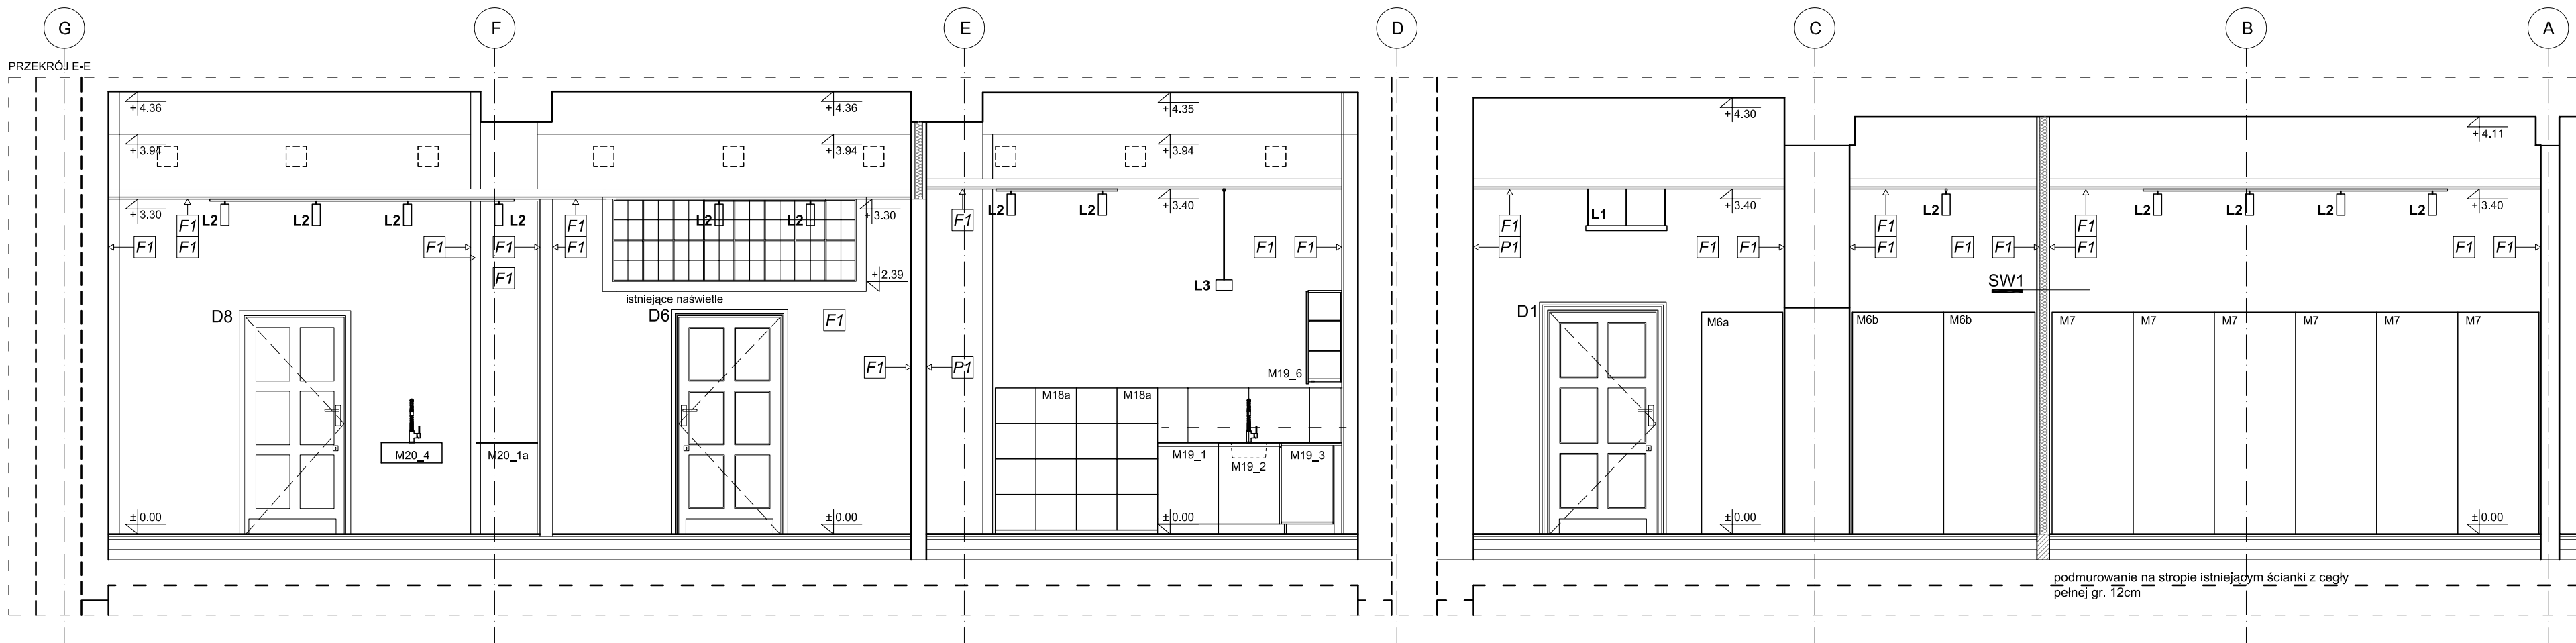 G F E D C B A
PRZEKRÓJ E-E
+4.36 +4.36 +4.35 +4.30 +4.11
+3.94 +3.94 +3.94
+3.30 L2 L2 L2 L2 L2 L2 +3.30 L2 L2 +3.40 L1 +3.40 L2 L2 L2 L2 L2 +3.40
F1 F1 F1 F1 F1 F1
F1 F1 F1 F1 F1 F1 F1 P1 F1 F1 F1 F1 F1 F1 F1 F1
F1 +2.39 L3 SW1
istniejące naświetle
D8 D6 F1 D1 M6a M6b M6b M7 M7 M7 M7 M7 M7
F1 P1 M19_6
M18a M18a
M20_4 M20_1a M19_1 M19_2 M19_3
±0.00 ±0.00 ±0.00 ±0.00 ±0.00
podmurowanie na stropie istniejącym ścianki z cegły
pełnej gr. 12cm